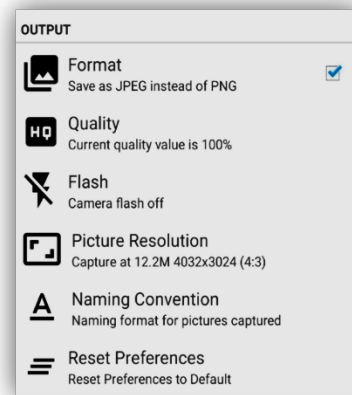 OUTPUT
Format
Save as JPEG instead of PNG
HQ
Quality
Current quality value is 100%
Flash
Camera flash off
Picture Resolution
Capture at 12.2M 4032x3024 (4:3)
A
Naming Convention
Naming format for pictures captured
Reset Preferences
Reset Preferences to Default